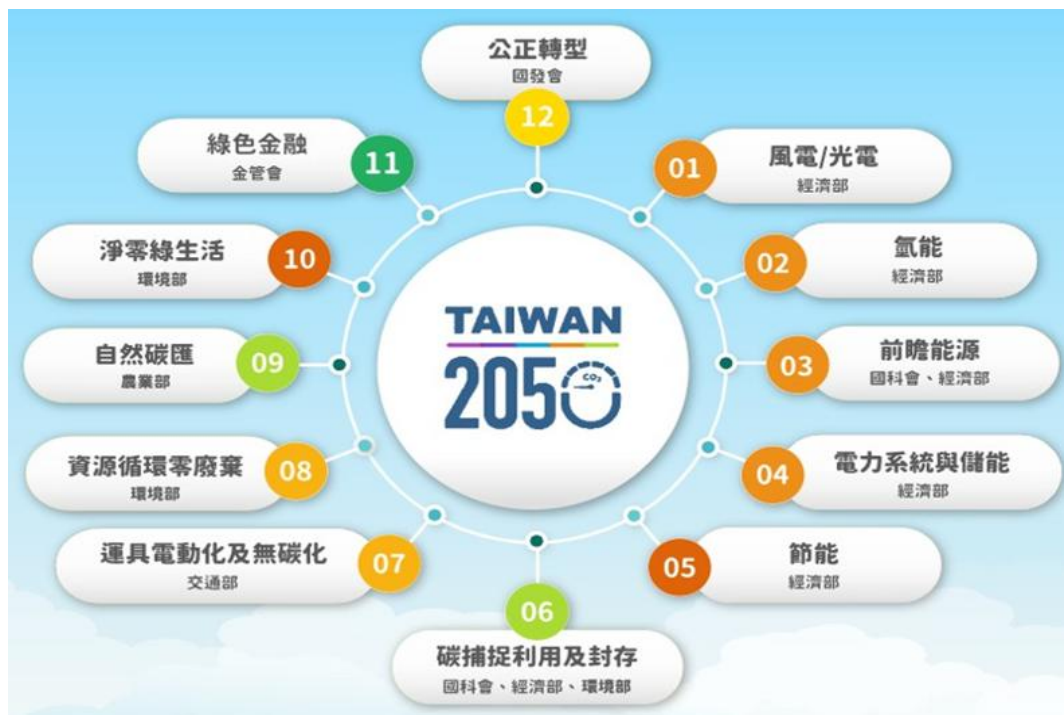 公正轉型
國發會
12
01
風電/光電
經濟部
02
氫能
經濟部
03
前瞻能源
國科會、經濟部
04
電力系統與儲能
經濟部
05
節能
經濟部
06
碳捕捉利用及封存
國科會、經濟部、環境部
07
運具電動化及無碳化
交通部
08
資源循環零廢棄
環境部
09
自然碳匯
農業部
10
淨零綠生活
環境部
11
綠色金融
金管會
TAIWAN
2050
CO₂